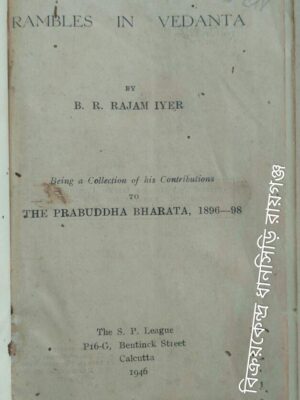 RAMBLES IN VEDANTA
BY
B. R. RAJAM IYER
Being a Collection of his Contributions
TO
THE PRABUDDHA BHARATA, 1896—98
The S. P. League
P16-G, Bentinck Street
Calcutta
1946
বিক্রয়কেন্দ্র ধানসিড়ি রায়গঞ্জ